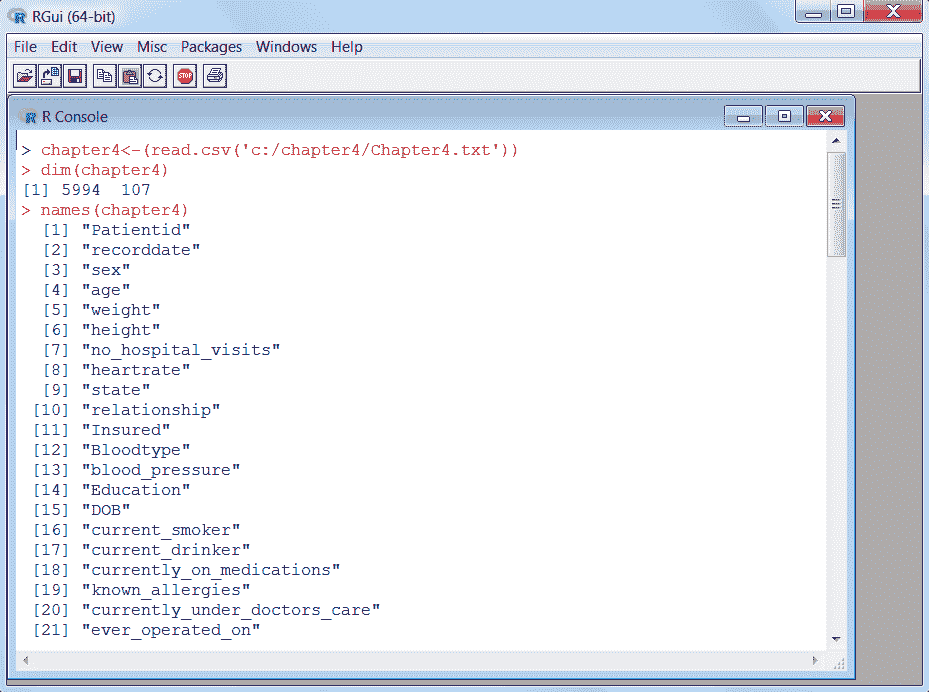 RGui (64-bit)
File Edit View Misc Packages Windows Help
STOP
R Console
> chapter4<-(read.csv('c:/chapter4/Chapter4.txt'))
> dim(chapter4)
[1] 5994 107
> names(chapter4)
[1] "Patientid"
[2] "recorddate"
[3] "sex"
[4] "age"
[5] "weight"
[6] "height"
[7] "no_hospital_visits"
[8] "heartrate"
[9] "state"
[10] "relationship"
[11] "Insured"
[12] "Bloodtype"
[13] "blood_pressure"
[14] "Education"
[15] "DOB"
[16] "current_smoker"
[17] "current_drinker"
[18] "currently_on_medications"
[19] "known_allergies"
[20] "currently_under_doctors_care"
[21] "ever_operated_on"